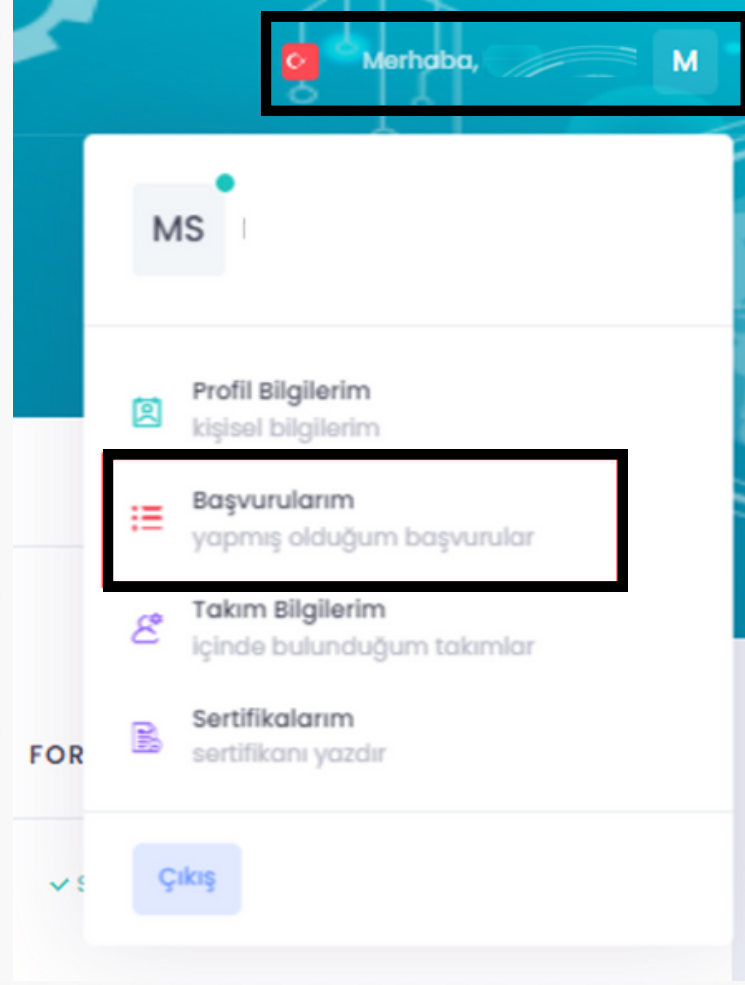 Merhaba,
M
MS
Profil Bilgilerim
kişisel bilgilerim
Başvurularım
yapmış olduğum başvurular
Takım Bilgilerim
içinde bulunduğum takımlar
Sertifikalarım
sertifikanı yazdır
FOR
Çıkış